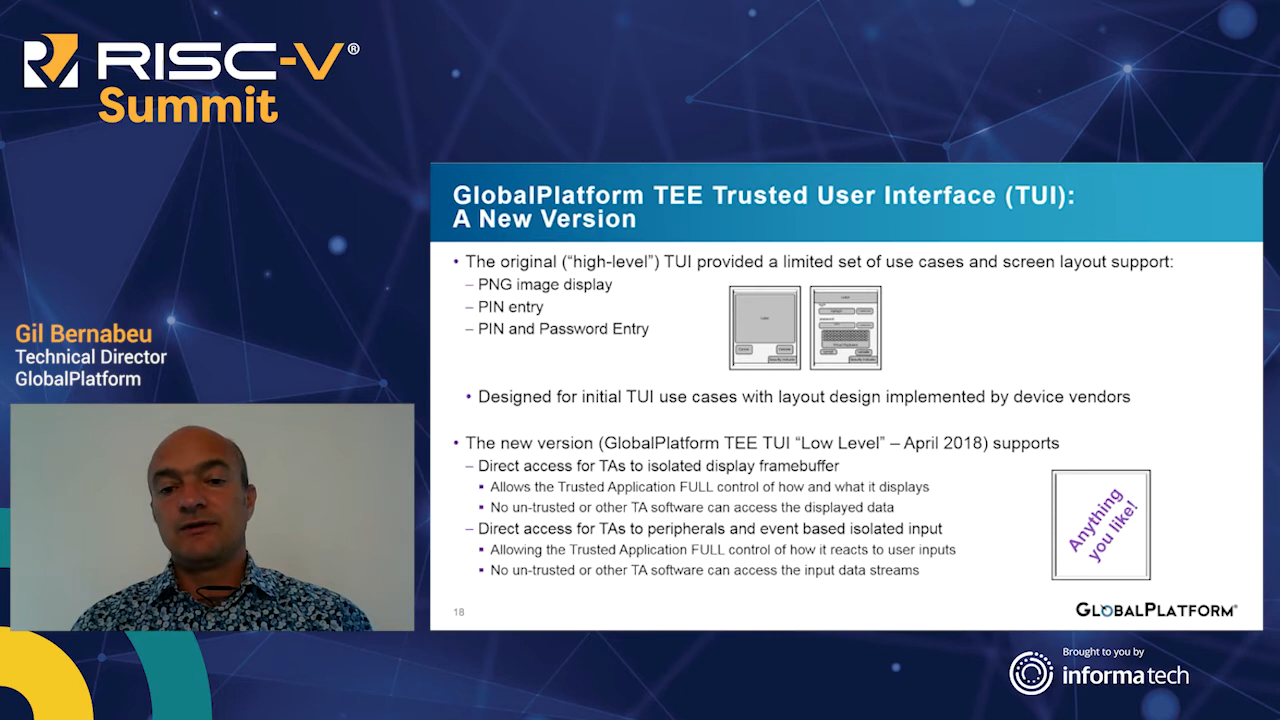 RISC-V®
Summit
Gil Bernabeu
Technical Director
GlobalPlatform
GlobalPlatform TEE Trusted User Interface (TUI):
A New Version
• The original (“high-level”) TUI provided a limited set of use cases and screen layout support:
– PNG image display
– PIN entry
– PIN and Password Entry
• Designed for initial TUI use cases with layout design implemented by device vendors
• The new version (GlobalPlatform TEE TUI “Low Level” – April 2018) supports
– Direct access for TAs to isolated display framebuffer
▪ Allows the Trusted Application FULL control of how and what it displays
▪ No un-trusted or other TA software can access the displayed data
– Direct access for TAs to peripherals and event based isolated input
▪ Allowing the Trusted Application FULL control of how it reacts to user inputs
▪ No un-trusted or other TA software can access the input data streams
Anything
you like!
18
GLOBALPLATFORM®
Brought to you by
informa tech